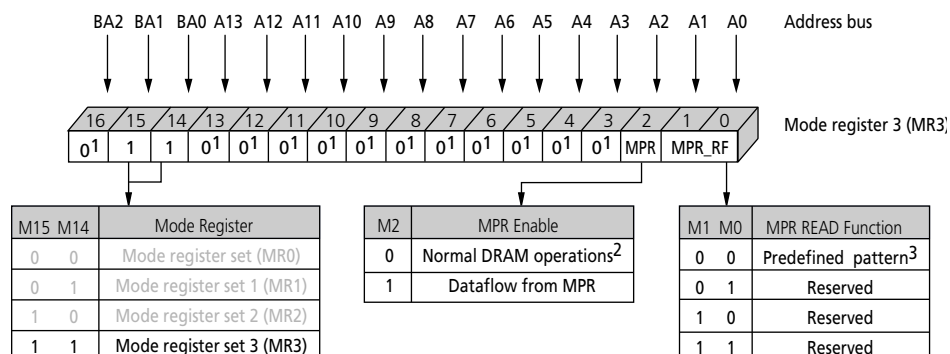 BA2 BA1 BA0 A13 A12 A11 A10 A9 A8 A7 A6 A5 A4 A3 A2 A1 A0 Address bus
16 15 14 13 12 11 10 9 8 7 6 5 4 3 2 1 0 Mode register 3 (MR3)
0¹ 1 1 0¹ 0¹ 0¹ 0¹ 0¹ 0¹ 0¹ 0¹ 0¹ 0¹ 0¹ MPR MPR_RF
M15 M14 Mode Register
0 0 Mode register set (MR0)
0 1 Mode register set 1 (MR1)
1 0 Mode register set 2 (MR2)
1 1 Mode register set 3 (MR3)
M2 MPR Enable
0 Normal DRAM operations²
1 Dataflow from MPR
M1 M0 MPR READ Function
0 0 Predefined pattern³
0 1 Reserved
1 0 Reserved
1 1 Reserved